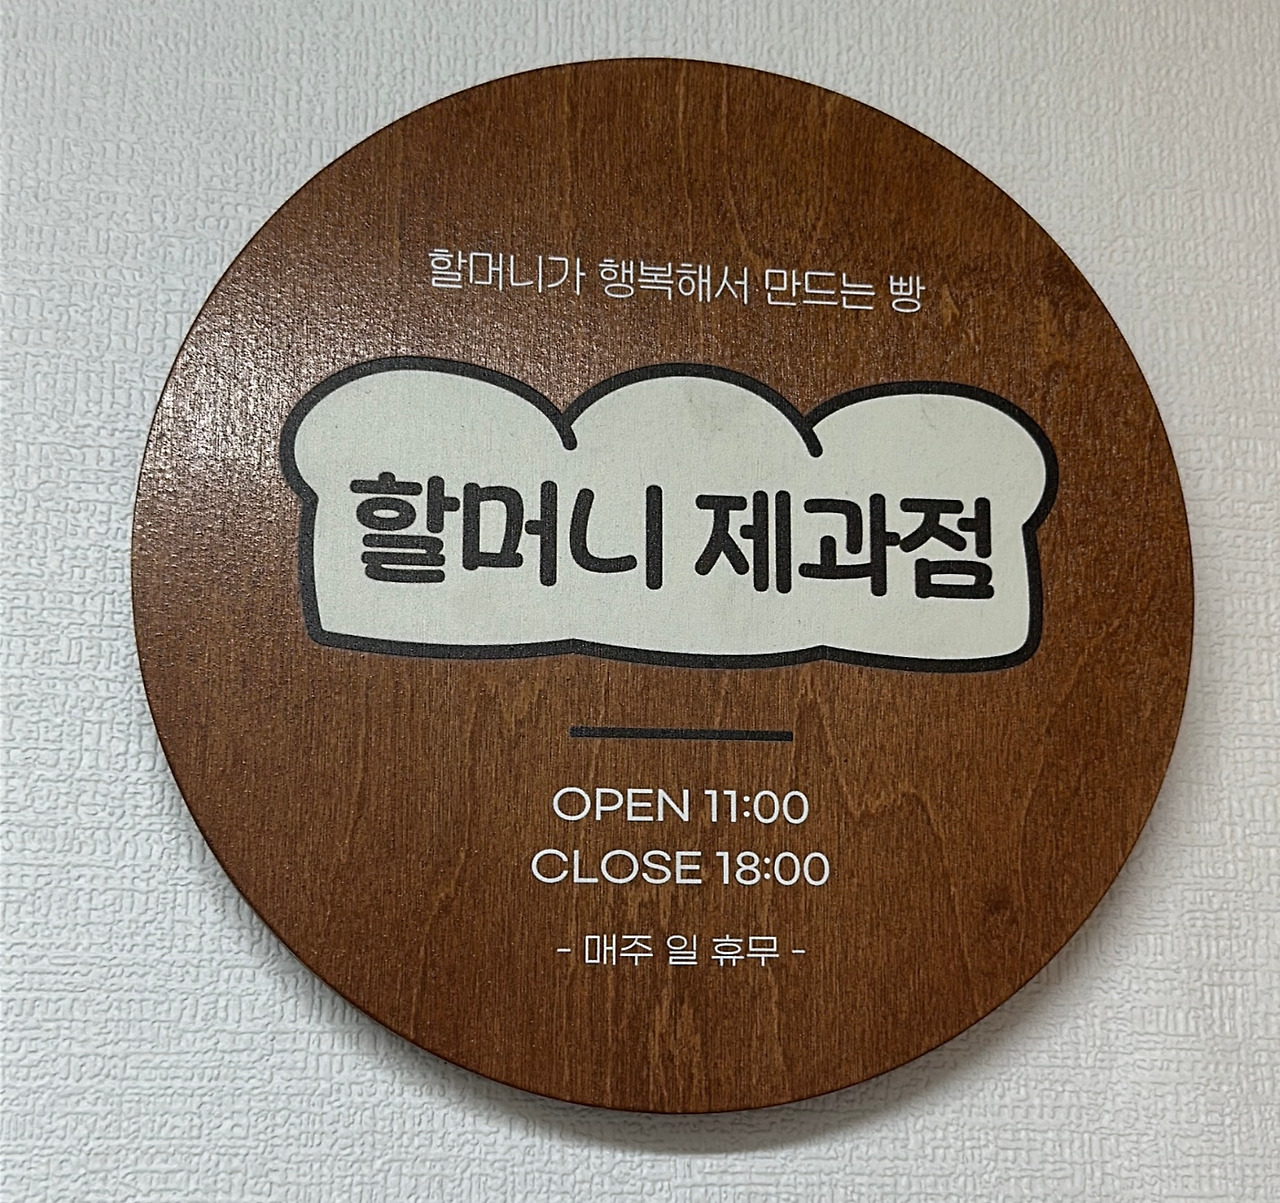 할머니가 행복해서 만드는 빵
할머니 제과점
OPEN 11:00
CLOSE 18:00
- 매주 일 휴무 -